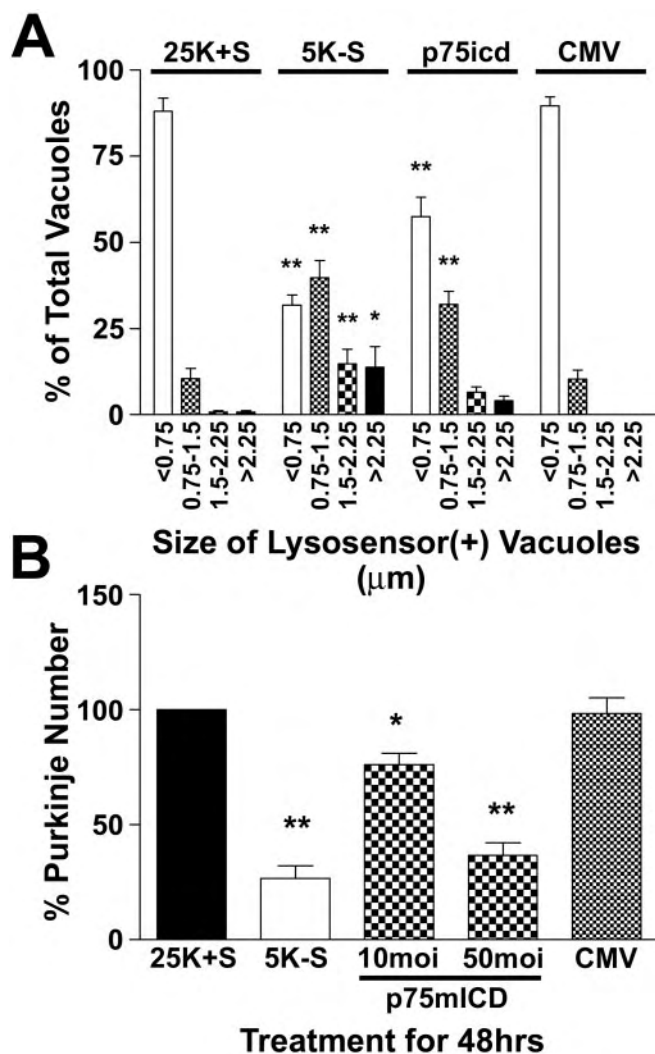 A
25K+S 5K-S p75icd CMV
100
75
50
25
0
% of Total Vacuoles
** ** ** * ** **
<0.75 0.75-1.5 1.5-2.25 >2.25 <0.75 0.75-1.5 1.5-2.25 >2.25 <0.75 0.75-1.5 1.5-2.25 >2.25 <0.75 0.75-1.5 1.5-2.25 >2.25
Size of Lysosensor(+) Vacuoles
(μm)
B
150
100
50
0
% Purkinje Number
** * **
25K+S 5K-S 10moi 50moi CMV
p75mICD
Treatment for 48hrs